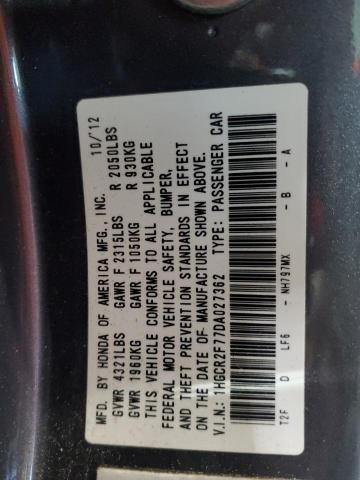 MFD. BY HONDA OF AMERICA MFG., INC. 10/12
GVWR 4321LBS GAWR F 2315LBS R 2050LBS
GVWR 1960KG GAWR F 1050KG R 930KG
THIS VEHICLE CONFORMS TO ALL APPLICABLE
FEDERAL MOTOR VEHICLE SAFETY, BUMPER,
AND THEFT PREVENTION STANDARDS IN EFFECT
ON THE DATE OF MANUFACTURE SHOWN ABOVE.
V.I.N.: 1HGCR2F77DA027362 TYPE: PASSENGER CAR
T2F D LF6 - NH797MX - B - A